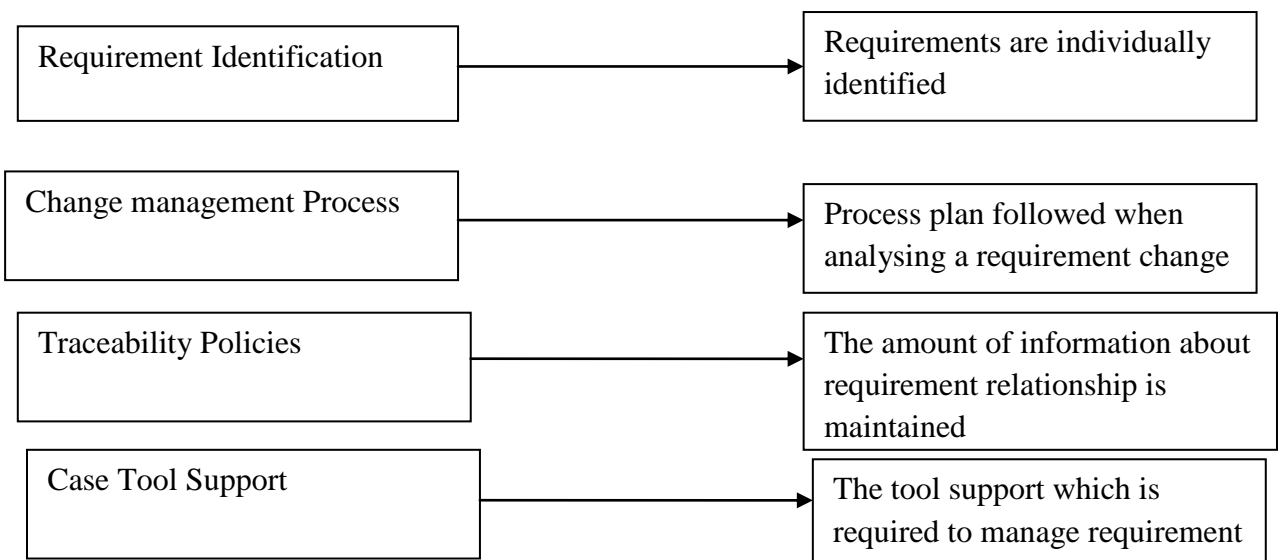 Requirement Identification
Requirements are individually
identified
Change management Process
Process plan followed when
analysing a requirement change
Traceability Policies
The amount of information about
requirement relationship is
maintained
Case Tool Support
The tool support which is
required to manage requirement